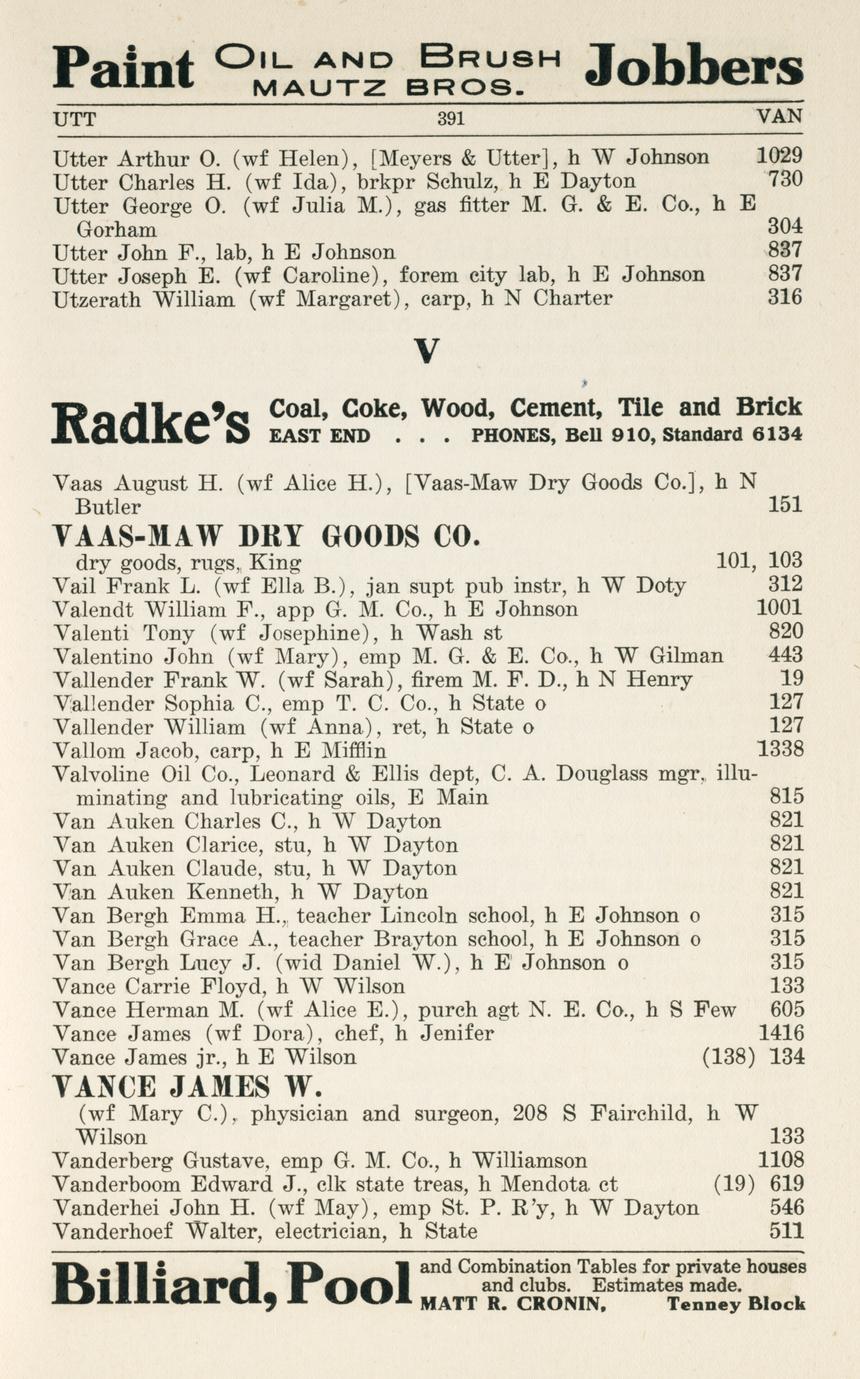 Paint OIL AND BRUSH Jobbers
MAUTZ BROS.
UTT 391 VAN
Utter Arthur O. (wf Helen), [Meyers & Utter], h W Johnson 1029
Utter Charles H. (wf Ida), brkpr Schulz, h E Dayton 730
Utter George O. (wf Julia M.), gas fitter M. G. & E. Co., h E
Gorham 304
Utter John F., lab, h E Johnson 837
Utter Joseph E. (wf Caroline), forem city lab, h E Johnson 837
Utzerath William (wf Margaret), carp, h N Charter 316
V
Radke's Coal, Coke, Wood, Cement, Tile and Brick
EAST END . . . PHONES, Bell 910, Standard 6134
Vaas August H. (wf Alice H.), [Vaas-Maw Dry Goods Co.], h N
Butler 151
VAAS-MAW DRY GOODS CO.
dry goods, rugs, King 101, 103
Vail Frank L. (wf Ella B.), jan supt pub instr, h W Doty 312
Valendt William F., app G. M. Co., h E Johnson 1001
Valenti Tony (wf Josephine), h Wash st 820
Valentino John (wf Mary), emp M. G. & E. Co., h W Gilman 443
Vallender Frank W. (wf Sarah), firem M. F. D., h N Henry 19
Vallender Sophia C., emp T. C. Co., h State o 127
Vallender William (wf Anna), ret, h State o 127
Vallom Jacob, carp, h E Mifflin 1338
Valvoline Oil Co., Leonard & Ellis dept, C. A. Douglass mgr, illu-
minating and lubricating oils, E Main 815
Van Auken Charles C., h W Dayton 821
Van Auken Clarice, stu, h W Dayton 821
Van Auken Claude, stu, h W Dayton 821
Van Auken Kenneth, h W Dayton 821
Van Bergh Emma H., teacher Lincoln school, h E Johnson o 315
Van Bergh Grace A., teacher Brayton school, h E Johnson o 315
Van Bergh Lucy J. (wid Daniel W.), h E Johnson o 315
Vance Carrie Floyd, h W Wilson 133
Vance Herman M. (wf Alice E.), purch agt N. E. Co., h S Few 605
Vance James (wf Dora), chef, h Jenifer 1416
Vance James jr., h E Wilson (138) 134
VANCE JAMES W.
(wf Mary C.), physician and surgeon, 208 S Fairchild, h W
Wilson 133
Vanderberg Gustave, emp G. M. Co., h Williamson 1108
Vanderboom Edward J., clk state treas, h Mendota ct (19) 619
Vanderhei John H. (wf May), emp St. P. R'y, h W Dayton 546
Vanderhoef Walter, electrician, h State 511
Billiard, Pool and Combination Tables for private houses
and clubs. Estimates made.
MATT R. CRONIN, Tenney Block